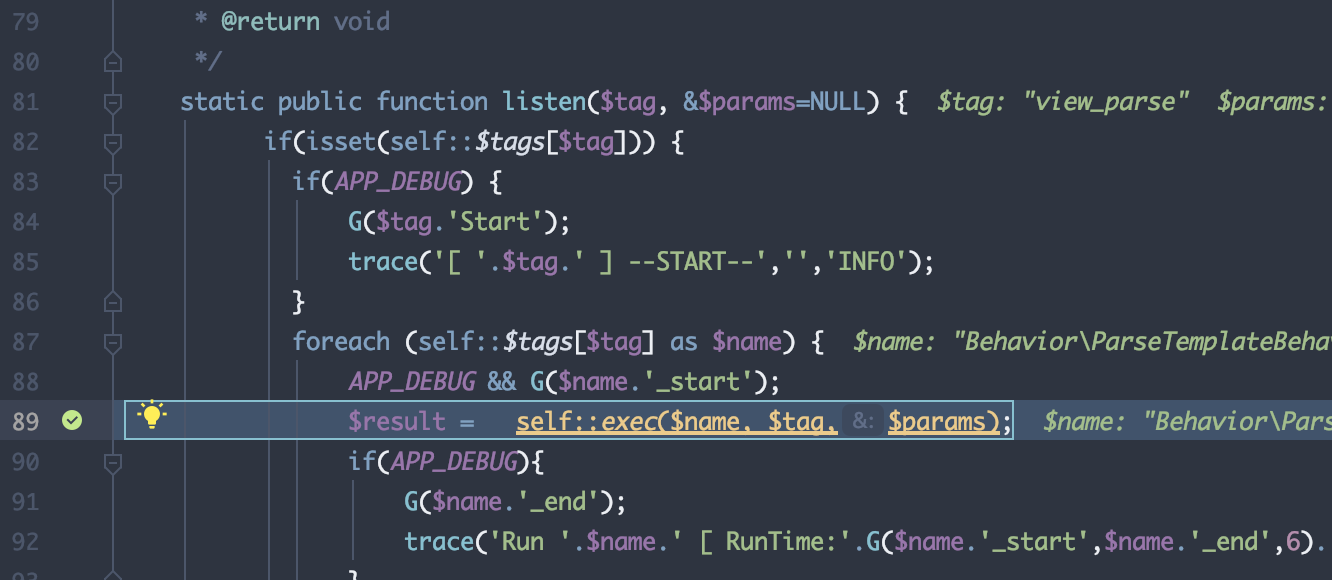 79 * @return void
80 */
81 static public function listen($tag, &$params=NULL) { $tag: "view_parse" $params:
82 if(isset(self::$tags[$tag])) {
83 if(APP_DEBUG) {
84 G($tag.'Start');
85 trace('[ '.$tag.' ] --START--','','INFO');
86 }
87 foreach (self::$tags[$tag] as $name) { $name: "Behavior\ParseTemplateBeha
88 APP_DEBUG && G($name.'_start');
89 $result = self::exec($name, $tag, &: $params); $name: "Behavior\Pars
90 if(APP_DEBUG){
91 G($name.'_end');
92 trace('Run '.$name.' [ RunTime:'.G($name.'_start',$name.'_end',6).
93 }